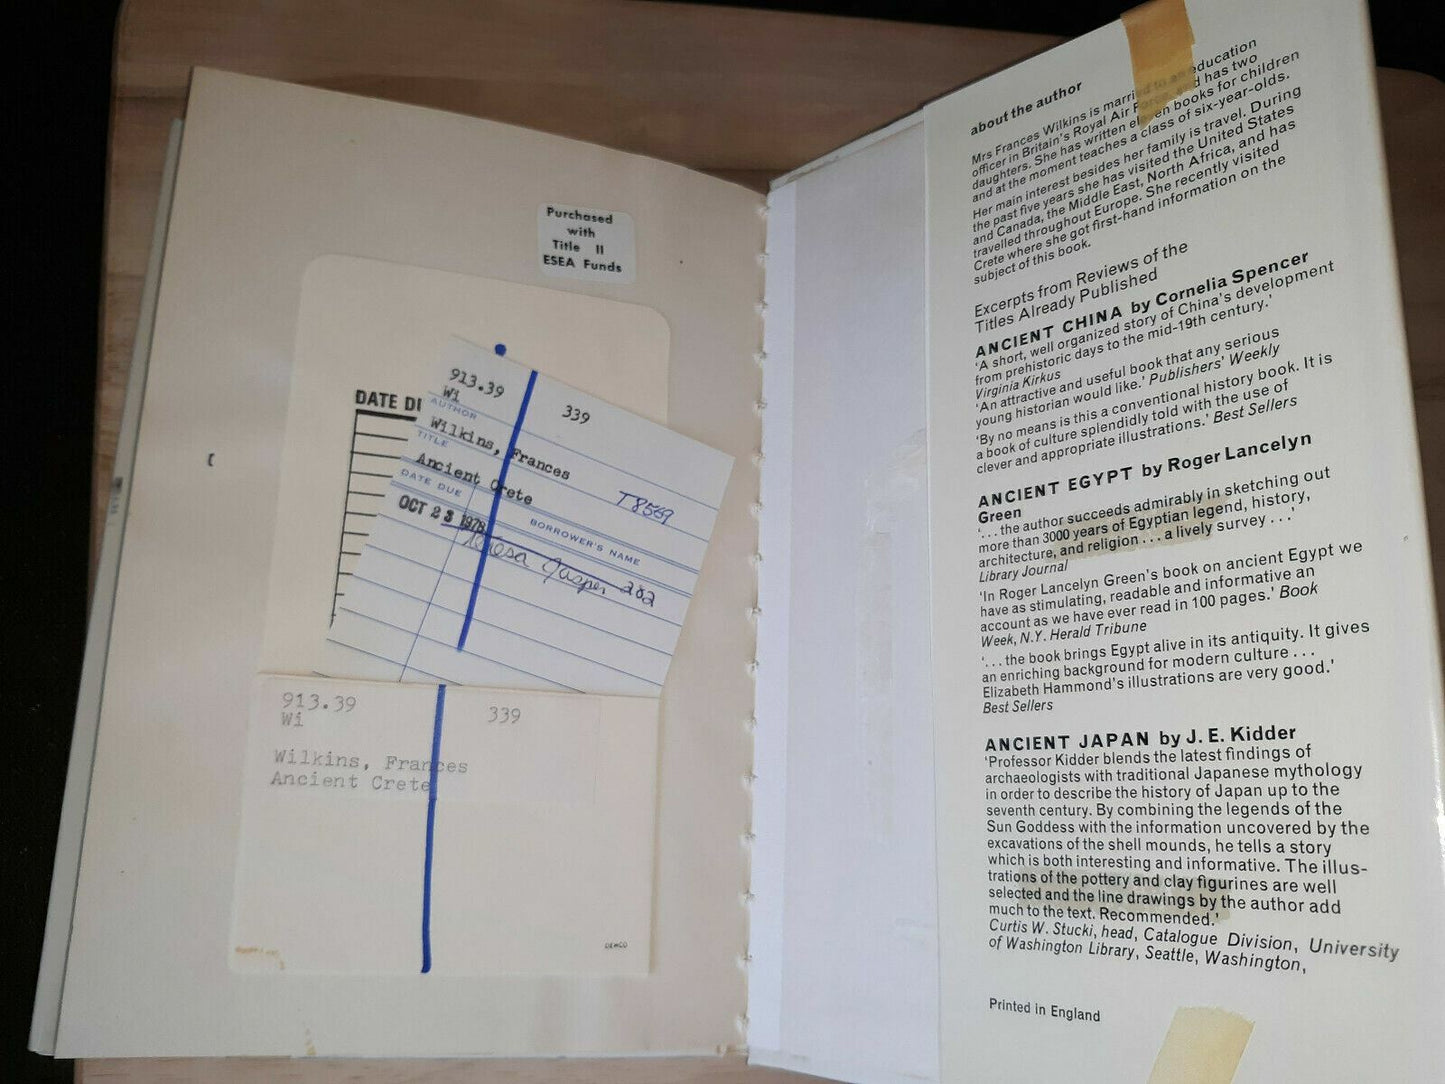 Purchased
with
Title II
ESEA Funds
DATE DU
913.39
Wi
339
AUTHOR
Wilkins, Frances
TITLE
Ancient Crete
T8569
DATE DUE
BORROWER'S NAME
OCT 23 1978
Teresa Jasper 202
913.39
Wi
339
Wilkins, Frances
Ancient Crete
DEMCO
about the author
Mrs Frances Wilkins is married to an education
officer in Britain's Royal Air Force and has two
daughters. She has written eleven books for children
and at the moment teaches a class of six-year-olds.
Her main interest besides her family is travel. During
the past five years she has visited the United States
and Canada, the Middle East, North Africa, and has
travelled throughout Europe. She recently visited
Crete where she got first-hand information on the
subject of this book.
Excerpts from Reviews of the
Titles Already Published
ANCIENT CHINA by Cornelia Spencer
'A short, well organized story of China's development
from prehistoric days to the mid-19th century.'
Virginia Kirkus
'An attractive and useful book that any serious
young historian would like.' Publishers' Weekly
'By no means is this a conventional history book. It is
a book of culture splendidly told with the use of
clever and appropriate illustrations.' Best Sellers
ANCIENT EGYPT by Roger Lancelyn
Green
'... the author succeeds admirably in sketching out
more than 3000 years of Egyptian legend, history,
architecture, and religion ... a lively survey ...'
Library Journal
'In Roger Lancelyn Green's book on ancient Egypt we
have as stimulating, readable and informative an
account as we have ever read in 100 pages.' Book
Week, N.Y. Herald Tribune
'... the book brings Egypt alive in its antiquity. It gives
an enriching background for modern culture ...
Elizabeth Hammond's illustrations are very good.'
Best Sellers
ANCIENT JAPAN by J. E. Kidder
'Professor Kidder blends the latest findings of
archaeologists with traditional Japanese mythology
in order to describe the history of Japan up to the
seventh century. By combining the legends of the
Sun Goddess with the information uncovered by the
excavations of the shell mounds, he tells a story
which is both interesting and informative. The illus-
trations of the pottery and clay figurines are well
selected and the line drawings by the author add
much to the text. Recommended.'
Curtis W. Stucki, head, Catalogue Division, University
of Washington Library, Seattle, Washington,
Printed in England